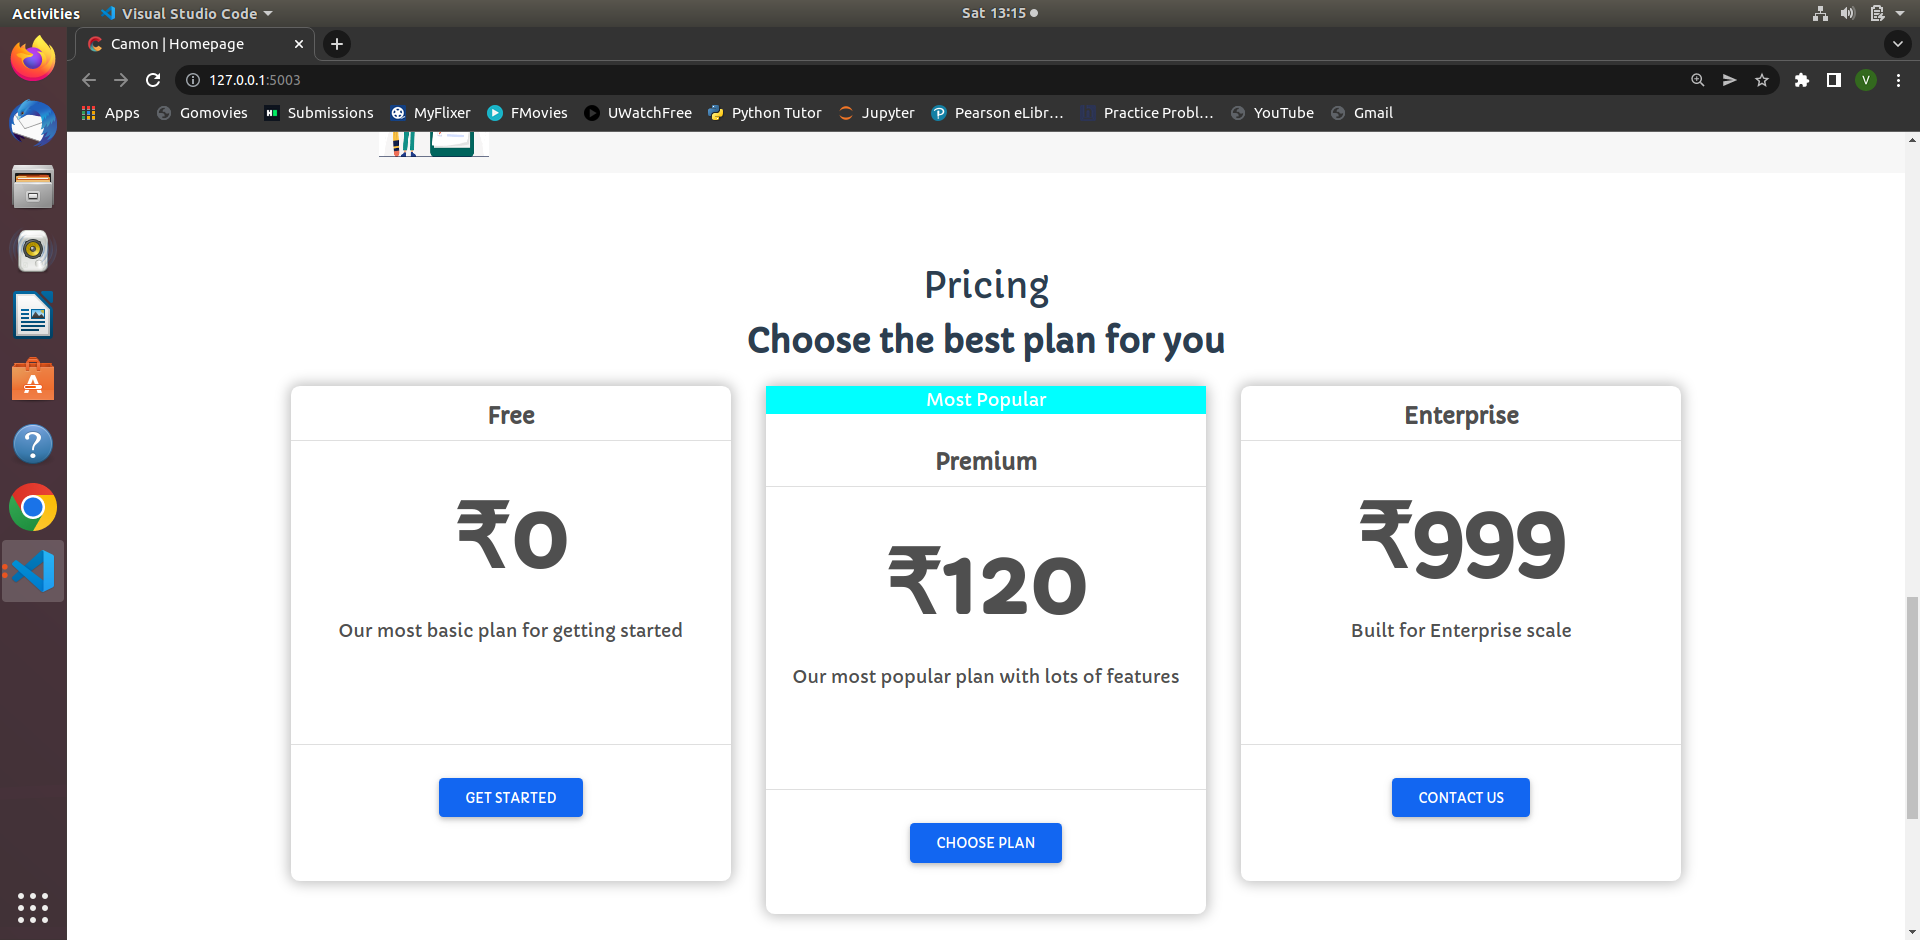 Activities
Visual Studio Code
Sat 13:15
Camon | Homepage
127.0.0.1:5003
V
Apps
Gomovies
Submissions
MyFlixer
FMovies
UWatchFree
Python Tutor
Jupyter
Pearson eLibr...
Practice Probl...
YouTube
Gmail
Pricing
Choose the best plan for you
Free
₹0
Our most basic plan for getting started
GET STARTED
Most Popular
Premium
₹120
Our most popular plan with lots of features
CHOOSE PLAN
Enterprise
₹999
Built for Enterprise scale
CONTACT US